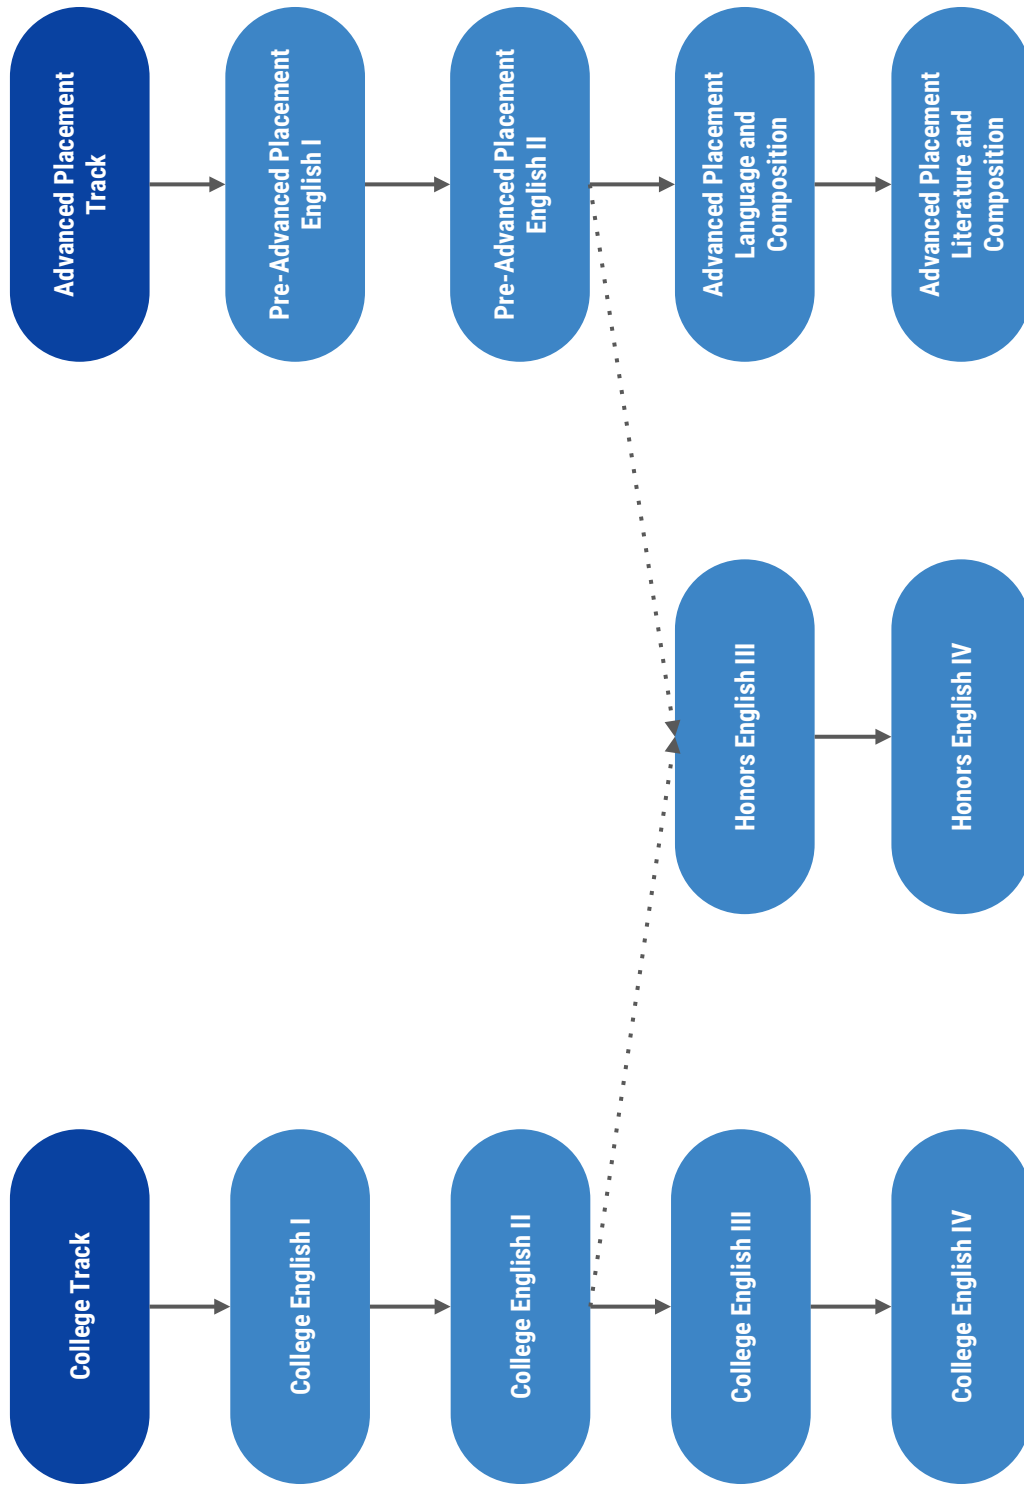 College Track
College English I
College English II
College English III
College English IV
Honors English III
Honors English IV
Advanced Placement
Track
Pre-Advanced Placement
English I
Pre-Advanced Placement
English II
Advanced Placement
Language and
Composition
Advanced Placement
Literature and
Composition